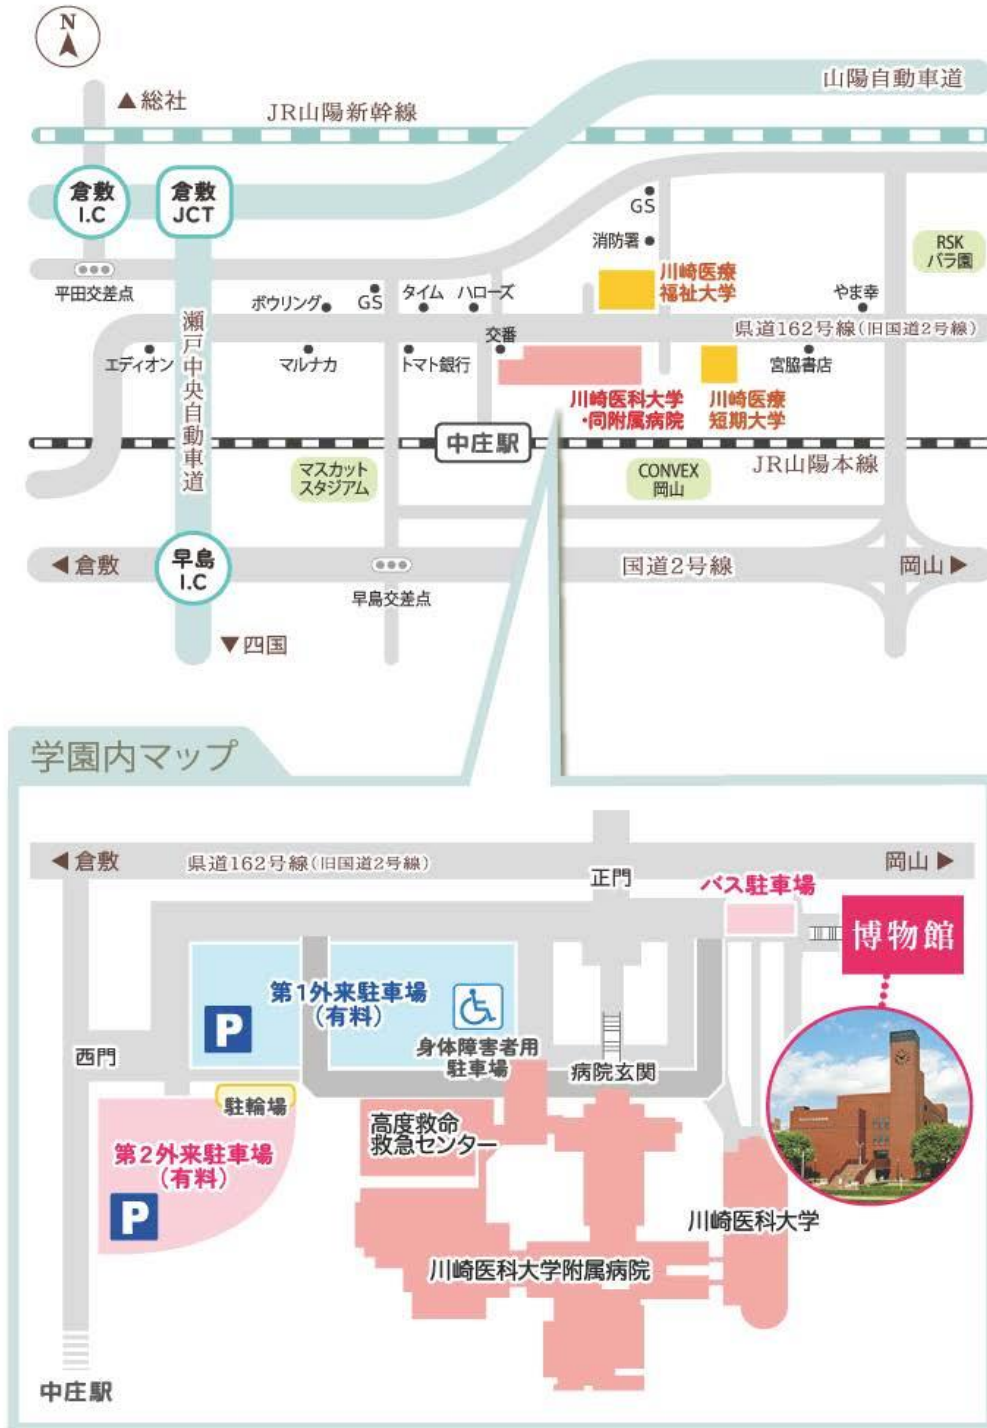 N
山陽自動車道
▲総社
JR山陽新幹線
倉敷
I.C
倉敷
JCT
GS
消防署
RSK
バラ園
川崎医療
福祉大学
平田交差点
ボウリング
GS
タイム
ハローズ
やま幸
県道162号線(旧国道2号線)
交番
エディオン
マルナカ
トマト銀行
宮脇書店
瀬戸中央自動車道
川崎医科大学
・同附属病院
川崎医療
短期大学
中庄駅
JR山陽本線
マスカット
スタジアム
CONVEX
岡山
◀倉敷
早島
I.C
国道2号線
岡山▶
早島交差点
▼四国
学園内マップ
◀倉敷
県道162号線(旧国道2号線)
岡山▶
正門
バス駐車場
博物館
第1外来駐車場
(有料)
P
身体障害者用
駐車場
西門
病院玄関
駐輪場
高度救命
救急センター
第2外来駐車場
(有料)
P
川崎医科大学
川崎医科大学附属病院
中庄駅